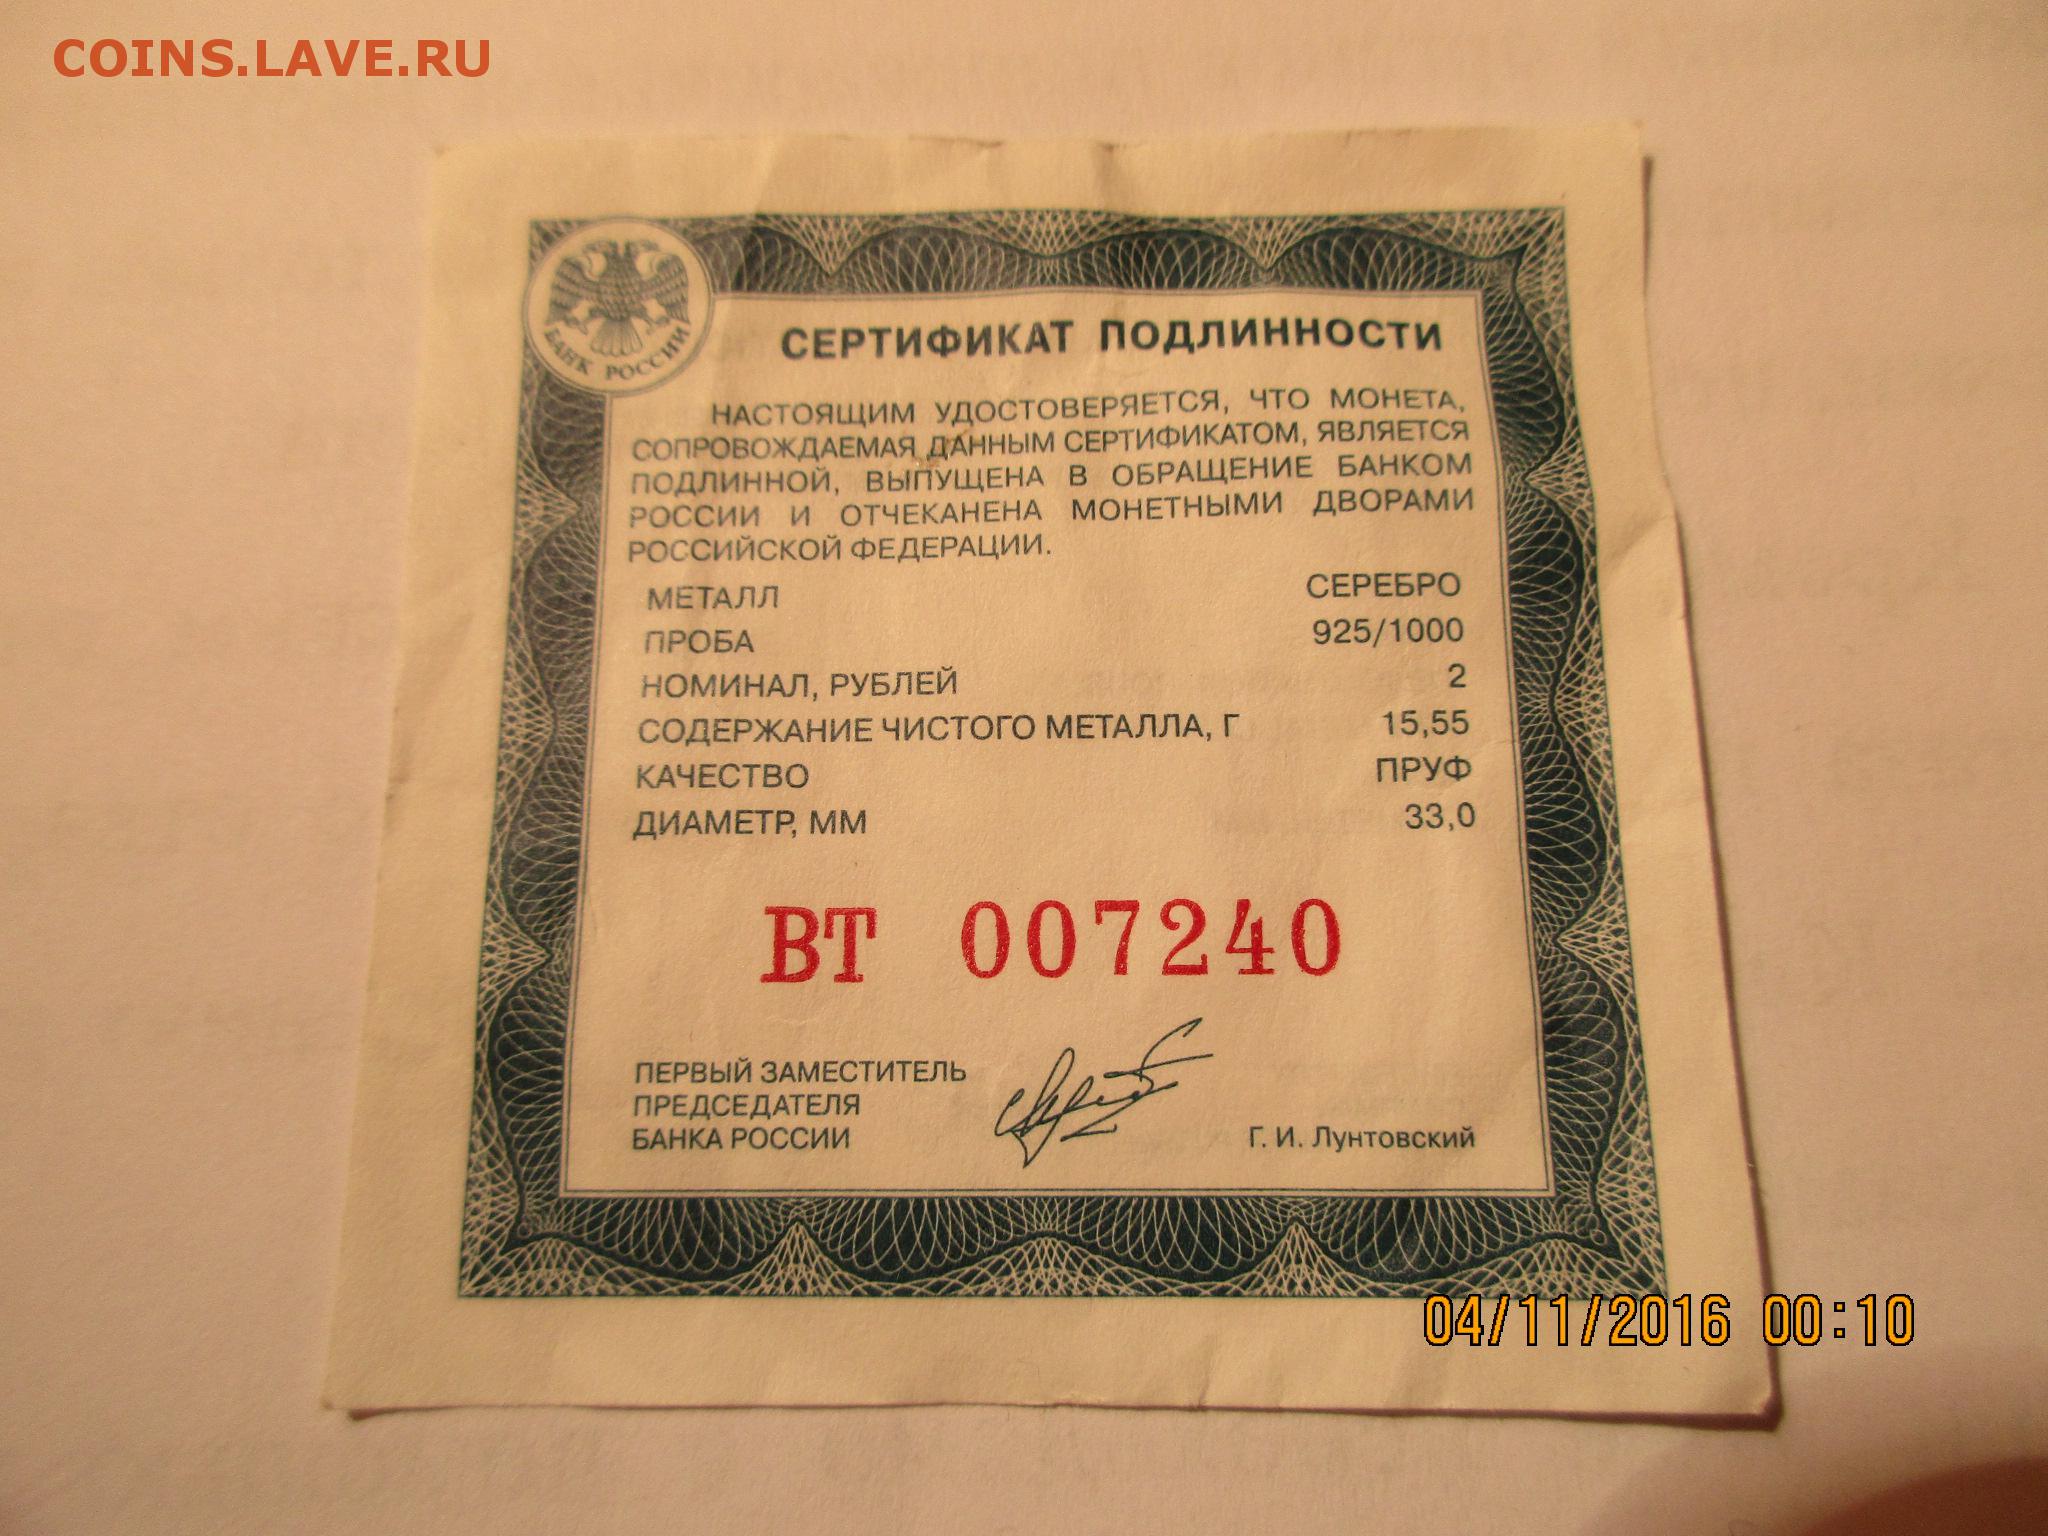 COINS.LAVE.RU
БАНК РОССИИ
СЕРТИФИКАТ ПОДЛИННОСТИ
НАСТОЯЩИМ УДОСТОВЕРЯЕТСЯ, ЧТО МОНЕТА,
СОПРОВОЖДАЕМАЯ ДАННЫМ СЕРТИФИКАТОМ, ЯВЛЯЕТСЯ
ПОДЛИННОЙ, ВЫПУЩЕНА В ОБРАЩЕНИЕ БАНКОМ
РОССИИ И ОТЧЕКАНЕНА МОНЕТНЫМИ ДВОРАМИ
РОССИЙСКОЙ ФЕДЕРАЦИИ.
МЕТАЛЛ СЕРЕБРО
ПРОБА 925/1000
НОМИНАЛ, РУБЛЕЙ 2
СОДЕРЖАНИЕ ЧИСТОГО МЕТАЛЛА, Г 15,55
КАЧЕСТВО ПРУФ
ДИАМЕТР, ММ 33,0
ВТ 007240
ПЕРВЫЙ ЗАМЕСТИТЕЛЬ
ПРЕДСЕДАТЕЛЯ
БАНКА РОССИИ Г. И. Лунтовский
04/11/2016 00:10